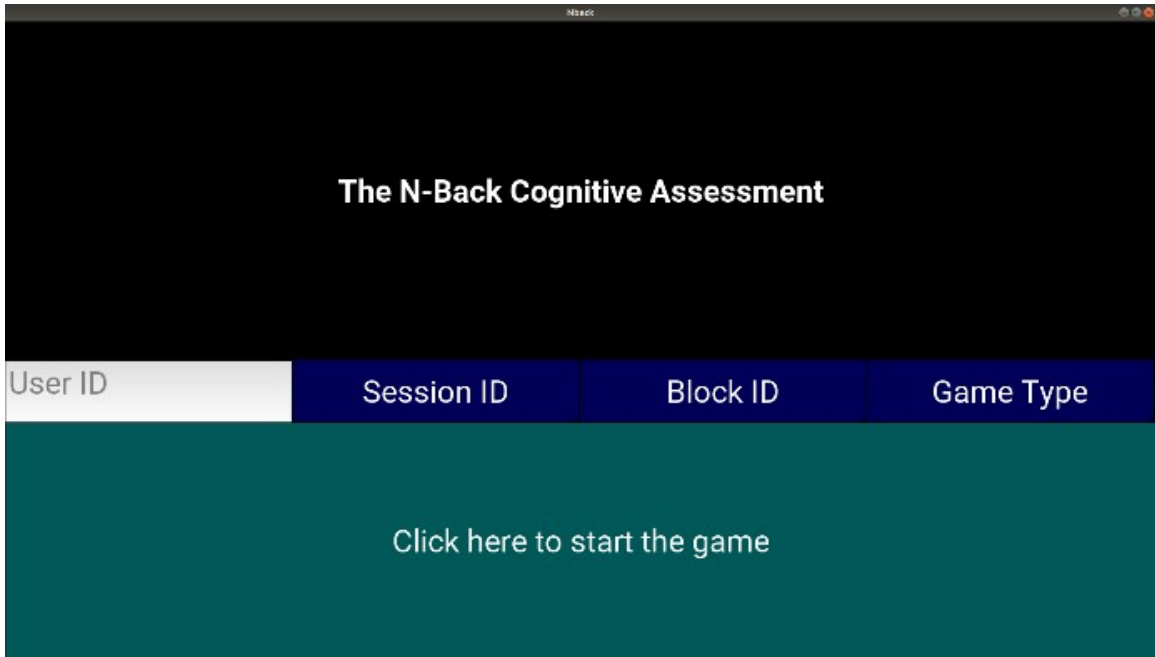 Nback
The N-Back Cognitive Assessment
User ID
Session ID
Block ID
Game Type
Click here to start the game